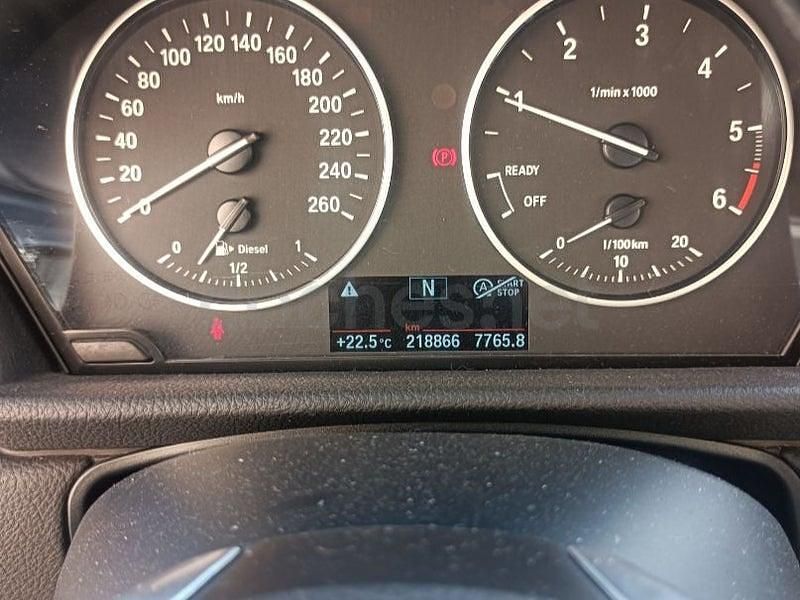 0 20 40 60 80 100 120 140 160 180 200 220 240 260
km/h
0 1/2 1
Diesel
1 2 3 4 5 6
1/min x 1000
READY
OFF
0 10 20
l/100km
(P)
N
A START
STOP
km
+22.5°C 218866 7765.8